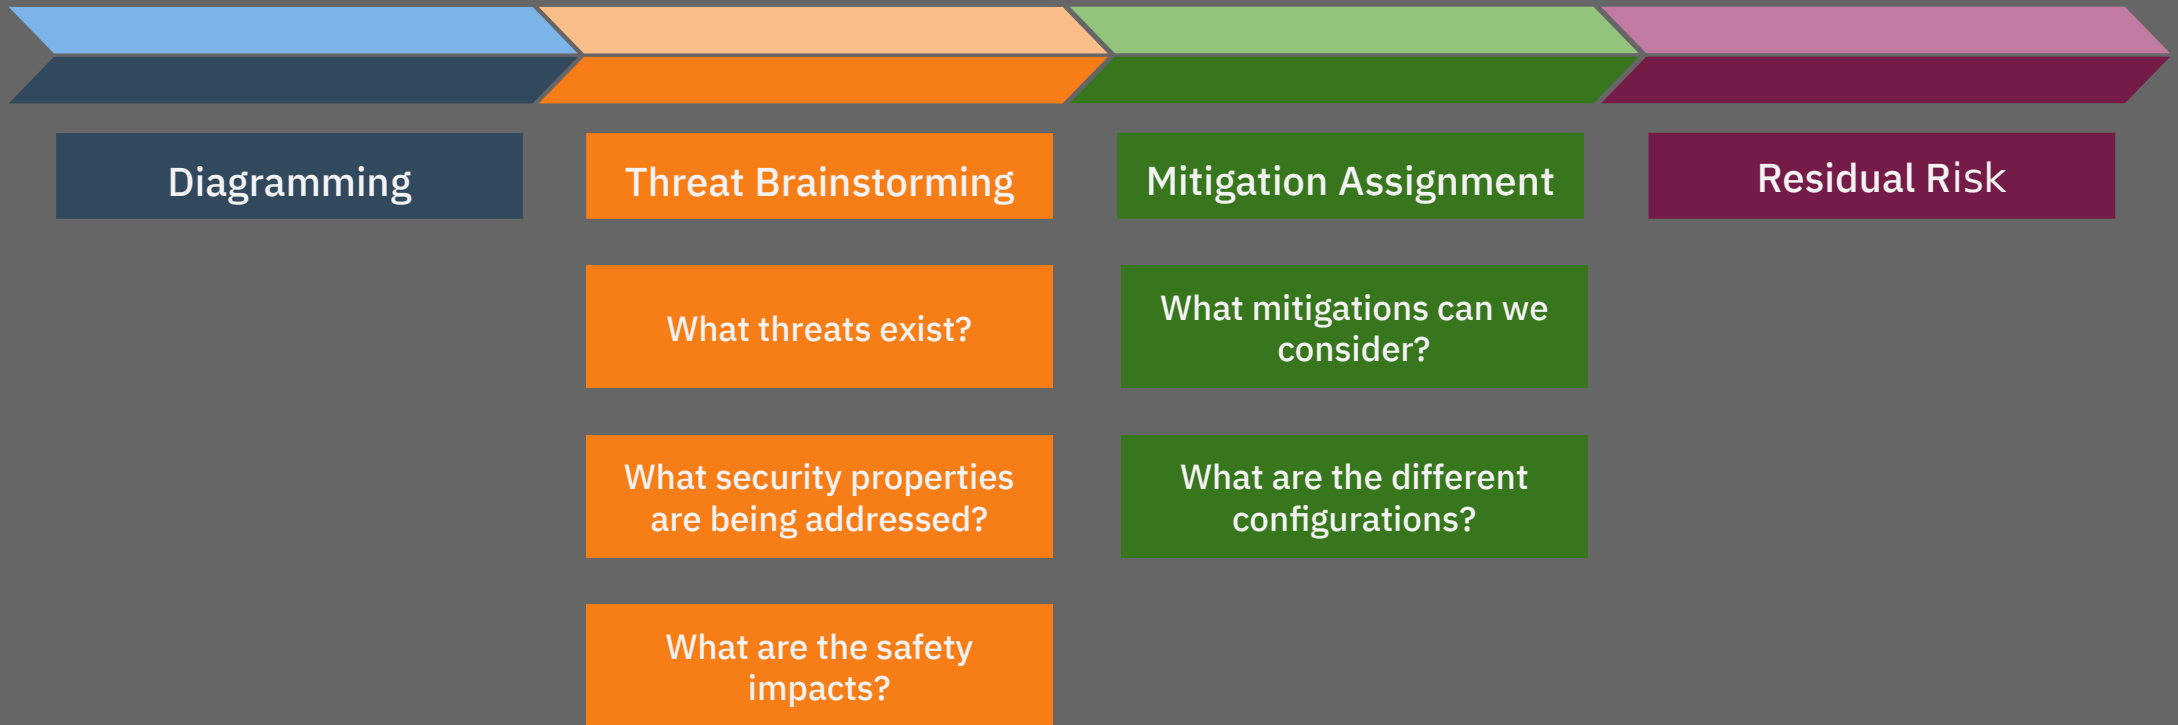 Diagramming
Threat Brainstorming
Mitigation Assignment
Residual Risk
What threats exist?
What mitigations can we
consider?
What security properties
are being addressed?
What are the different
configurations?
What are the safety
impacts?